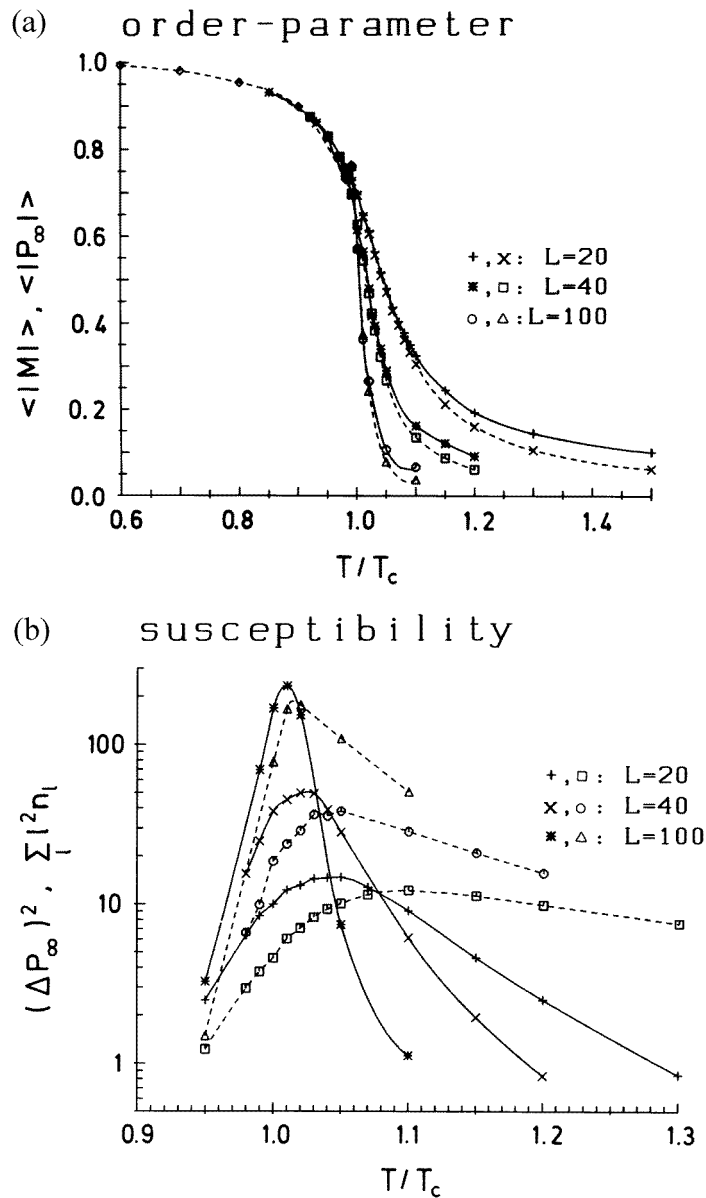 (a) order-parameter
1.0
0.8
0.6
0.4
0.2
0.0
<|M|>, <|P∞|>
+,x: L=20
✳,□: L=40
○,△:L=100
0.6 0.8 1.0 1.2 1.4
T/Tc
(b) susceptibility
100
10
1
(ΔP∞)², Σl l²nl
+,□: L=20
x,○: L=40
✳,△: L=100
0.9 1.0 1.1 1.2 1.3
T/Tc